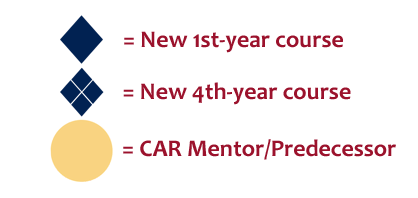 = New 1st-year course
= New 4th-year course
= CAR Mentor/Predecessor